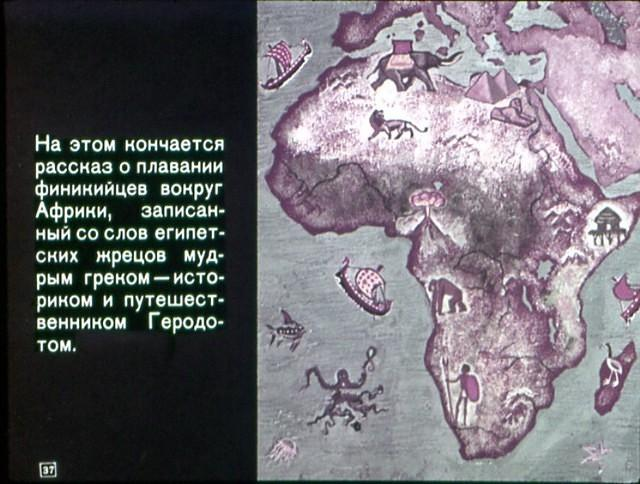 На этом кончается
рассказ о плавании
финикийцев вокруг
Африки, записан-
ный со слов египет-
ских жрецов муд-
рым греком—исто-
риком и путешест-
венником Геродо-
том.
37